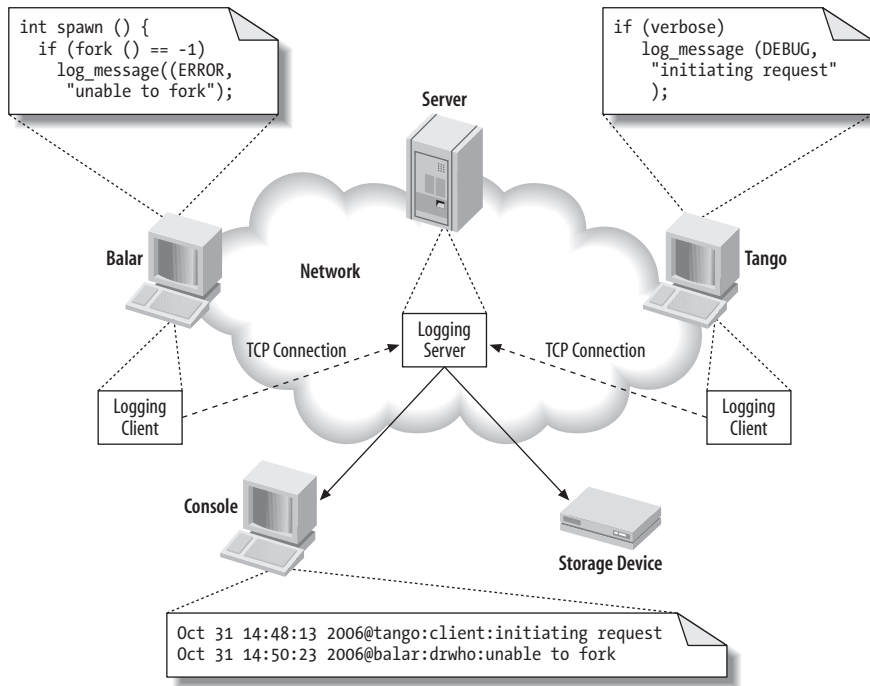 int spawn () {
if (fork () == -1)
log_message((ERROR,
"unable to fork");
if (verbose)
log_message (DEBUG,
"initiating request"
);
Server
Balar
Network
Tango
Logging
Server
TCP Connection
TCP Connection
Logging
Client
Logging
Client
Console
Storage Device
Oct 31 14:48:13 2006@tango:client:initiating request
Oct 31 14:50:23 2006@balar:drwho:unable to fork